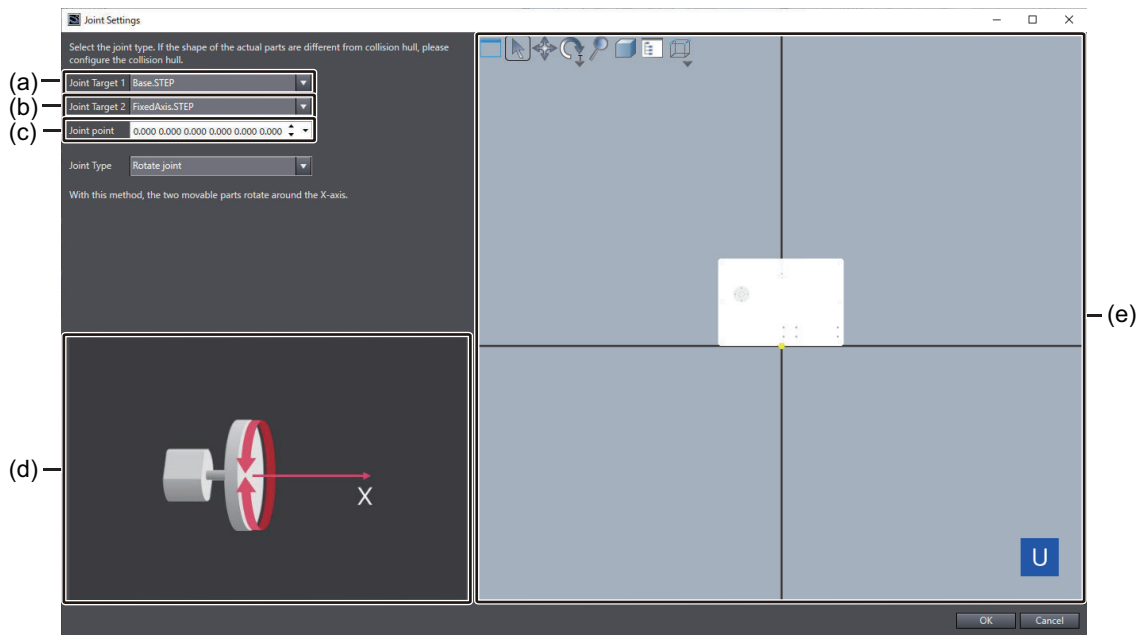 Joint Settings
Select the joint type. If the shape of the actual parts are different from collision hull, please
configure the collision hull.
(a)
Joint Target 1 Base.STEP
(b)
Joint Target 2 FixedAxis.STEP
(c)
Joint point 0.000 0.000 0.000 0.000 0.000 0.000
Joint Type Rotate joint
With this method, the two movable parts rotate around the X-axis.
(e)
(d)
X
U
OK Cancel